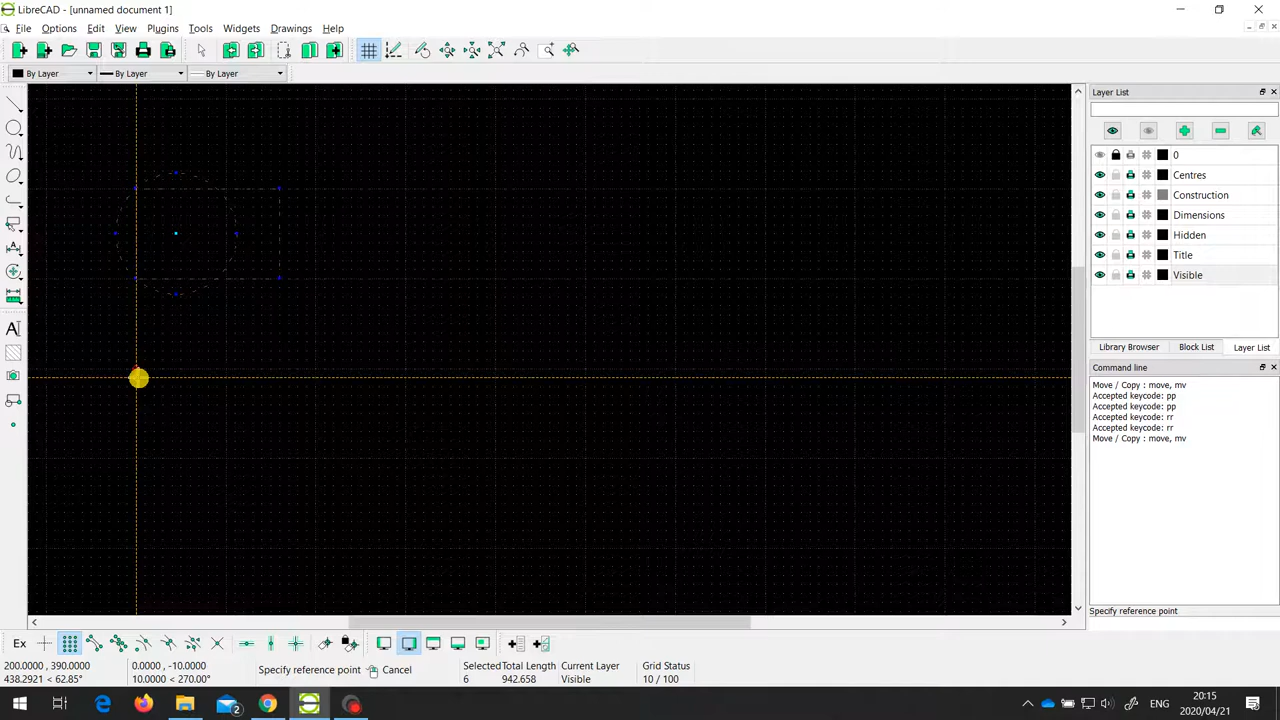 LibreCAD - [unnamed document 1]
File Options Edit View Plugins Tools Widgets Drawings Help
By Layer By Layer By Layer
Layer List
0
Centres
Construction
Dimensions
Hidden
Title
Visible
Library Browser Block List Layer List
Command line
Move / Copy : move, mv
Accepted keycode: pp
Accepted keycode: pp
Accepted keycode: rr
Accepted keycode: rr
Move / Copy : move, mv
Specify reference point
Ex
200.0000 , 390.0000 0.0000 , -10.0000 Specify reference point Cancel Selected Total Length Current Layer Grid Status
438.2921 < 62.85° 10.0000 < 270.00° 6 942.658 Visible 10 / 100
2 ENG 20:15 2
2020/04/21